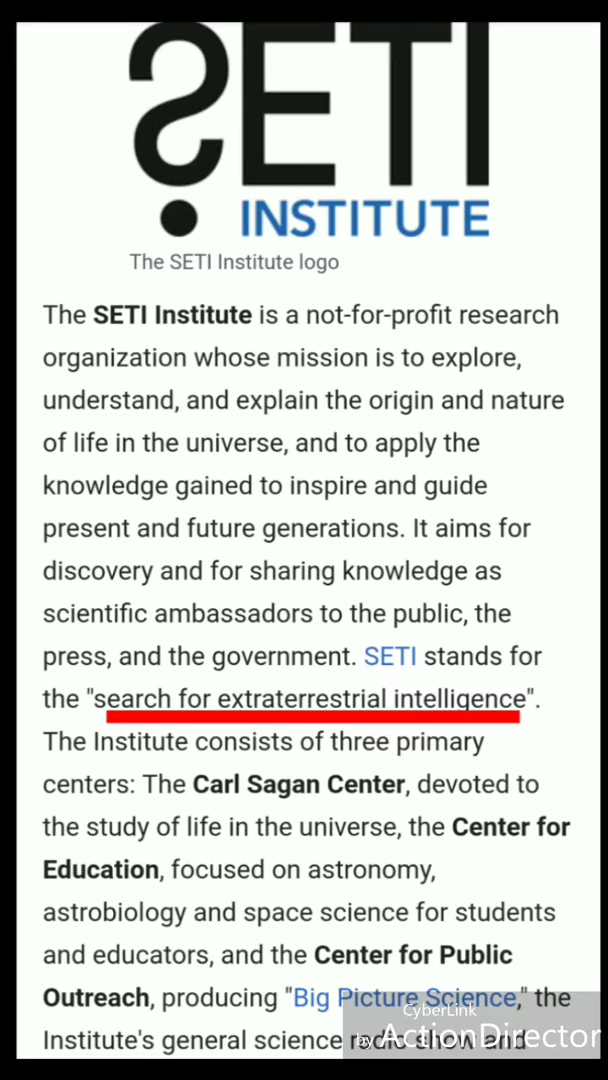 SETI
INSTITUTE
The SETI Institute logo
The SETI Institute is a not-for-profit research
organization whose mission is to explore,
understand, and explain the origin and nature
of life in the universe, and to apply the
knowledge gained to inspire and guide
present and future generations. It aims for
discovery and for sharing knowledge as
scientific ambassadors to the public, the
press, and the government. SETI stands for
the "search for extraterrestrial intelligence".
The Institute consists of three primary
centers: The Carl Sagan Center, devoted to
the study of life in the universe, the Center for
Education, focused on astronomy,
astrobiology and space science for students
and educators, and the Center for Public
Outreach, producing "Big Picture Science," the
Institute's general science radio show and
CyberLink
by ActionDirector